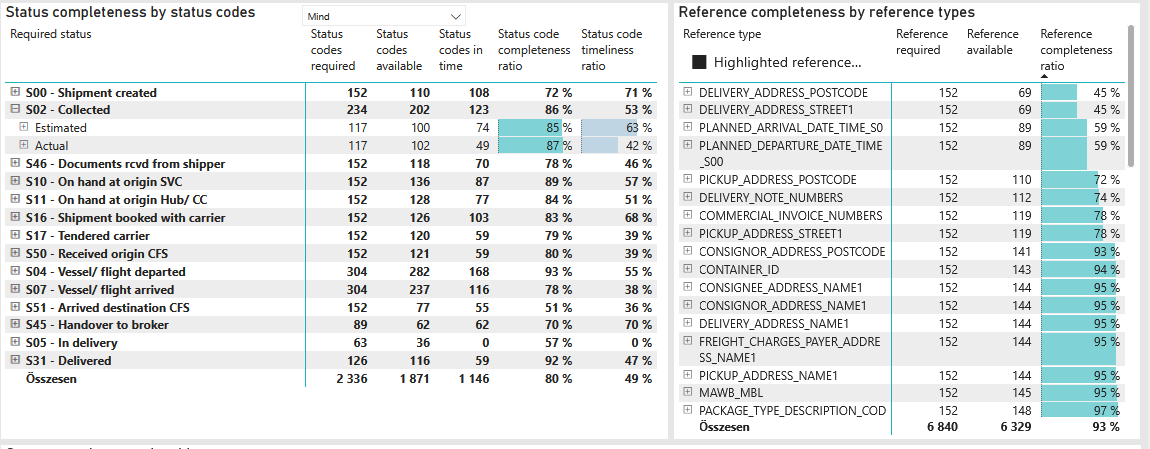 Status completeness by status codes
Mind
Required status | Status codes required | Status codes available | Status codes in time | Status code completeness ratio | Status code timeliness ratio
S00 - Shipment created 152 110 108 72 % 71 %
S02 - Collected 234 202 123 86 % 53 %
Estimated 117 100 74 85 % 63 %
Actual 117 102 49 87 % 42 %
S46 - Documents rcvd from shipper 152 118 70 78 % 46 %
S10 - On hand at origin SVC 152 136 87 89 % 57 %
S11 - On hand at origin Hub/ CC 152 128 77 84 % 51 %
S16 - Shipment booked with carrier 152 126 103 83 % 68 %
S17 - Tendered carrier 152 120 59 79 % 39 %
S50 - Received origin CFS 152 121 59 80 % 39 %
S04 - Vessel/ flight departed 304 282 168 93 % 55 %
S07 - Vessel/ flight arrived 304 237 116 78 % 38 %
S51 - Arrived destination CFS 152 77 55 51 % 36 %
S45 - Handover to broker 89 62 62 70 % 70 %
S05 - In delivery 63 36 0 57 % 0 %
S31 - Delivered 126 116 59 92 % 47 %
Összesen 2 336 1 871 1 146 80 % 49 %
Reference completeness by reference types
Reference type | Reference required | Reference available | Reference completeness ratio
Highlighted reference...
DELIVERY_ADDRESS_POSTCODE 152 69 45 %
DELIVERY_ADDRESS_STREET1 152 69 45 %
PLANNED_ARRIVAL_DATE_TIME_S0 152 89 59 %
PLANNED_DEPARTURE_DATE_TIME 152 89 59 %
_S00
PICKUP_ADDRESS_POSTCODE 152 110 72 %
DELIVERY_NOTE_NUMBERS 152 112 74 %
COMMERCIAL_INVOICE_NUMBERS 152 119 78 %
PICKUP_ADDRESS_STREET1 152 119 78 %
CONSIGNOR_ADDRESS_POSTCODE 152 141 93 %
CONTAINER_ID 152 143 94 %
CONSIGNEE_ADDRESS_NAME1 152 144 95 %
CONSIGNOR_ADDRESS_NAME1 152 144 95 %
DELIVERY_ADDRESS_NAME1 152 144 95 %
FREIGHT_CHARGES_PAYER_ADDRE 152 144 95 %
SS_NAME1
PICKUP_ADDRESS_NAME1 152 144 95 %
MAWB_MBL 152 145 95 %
PACKAGE_TYPE_DESCRIPTION_COD 152 148 97 %
Összesen 6 840 6 329 93 %